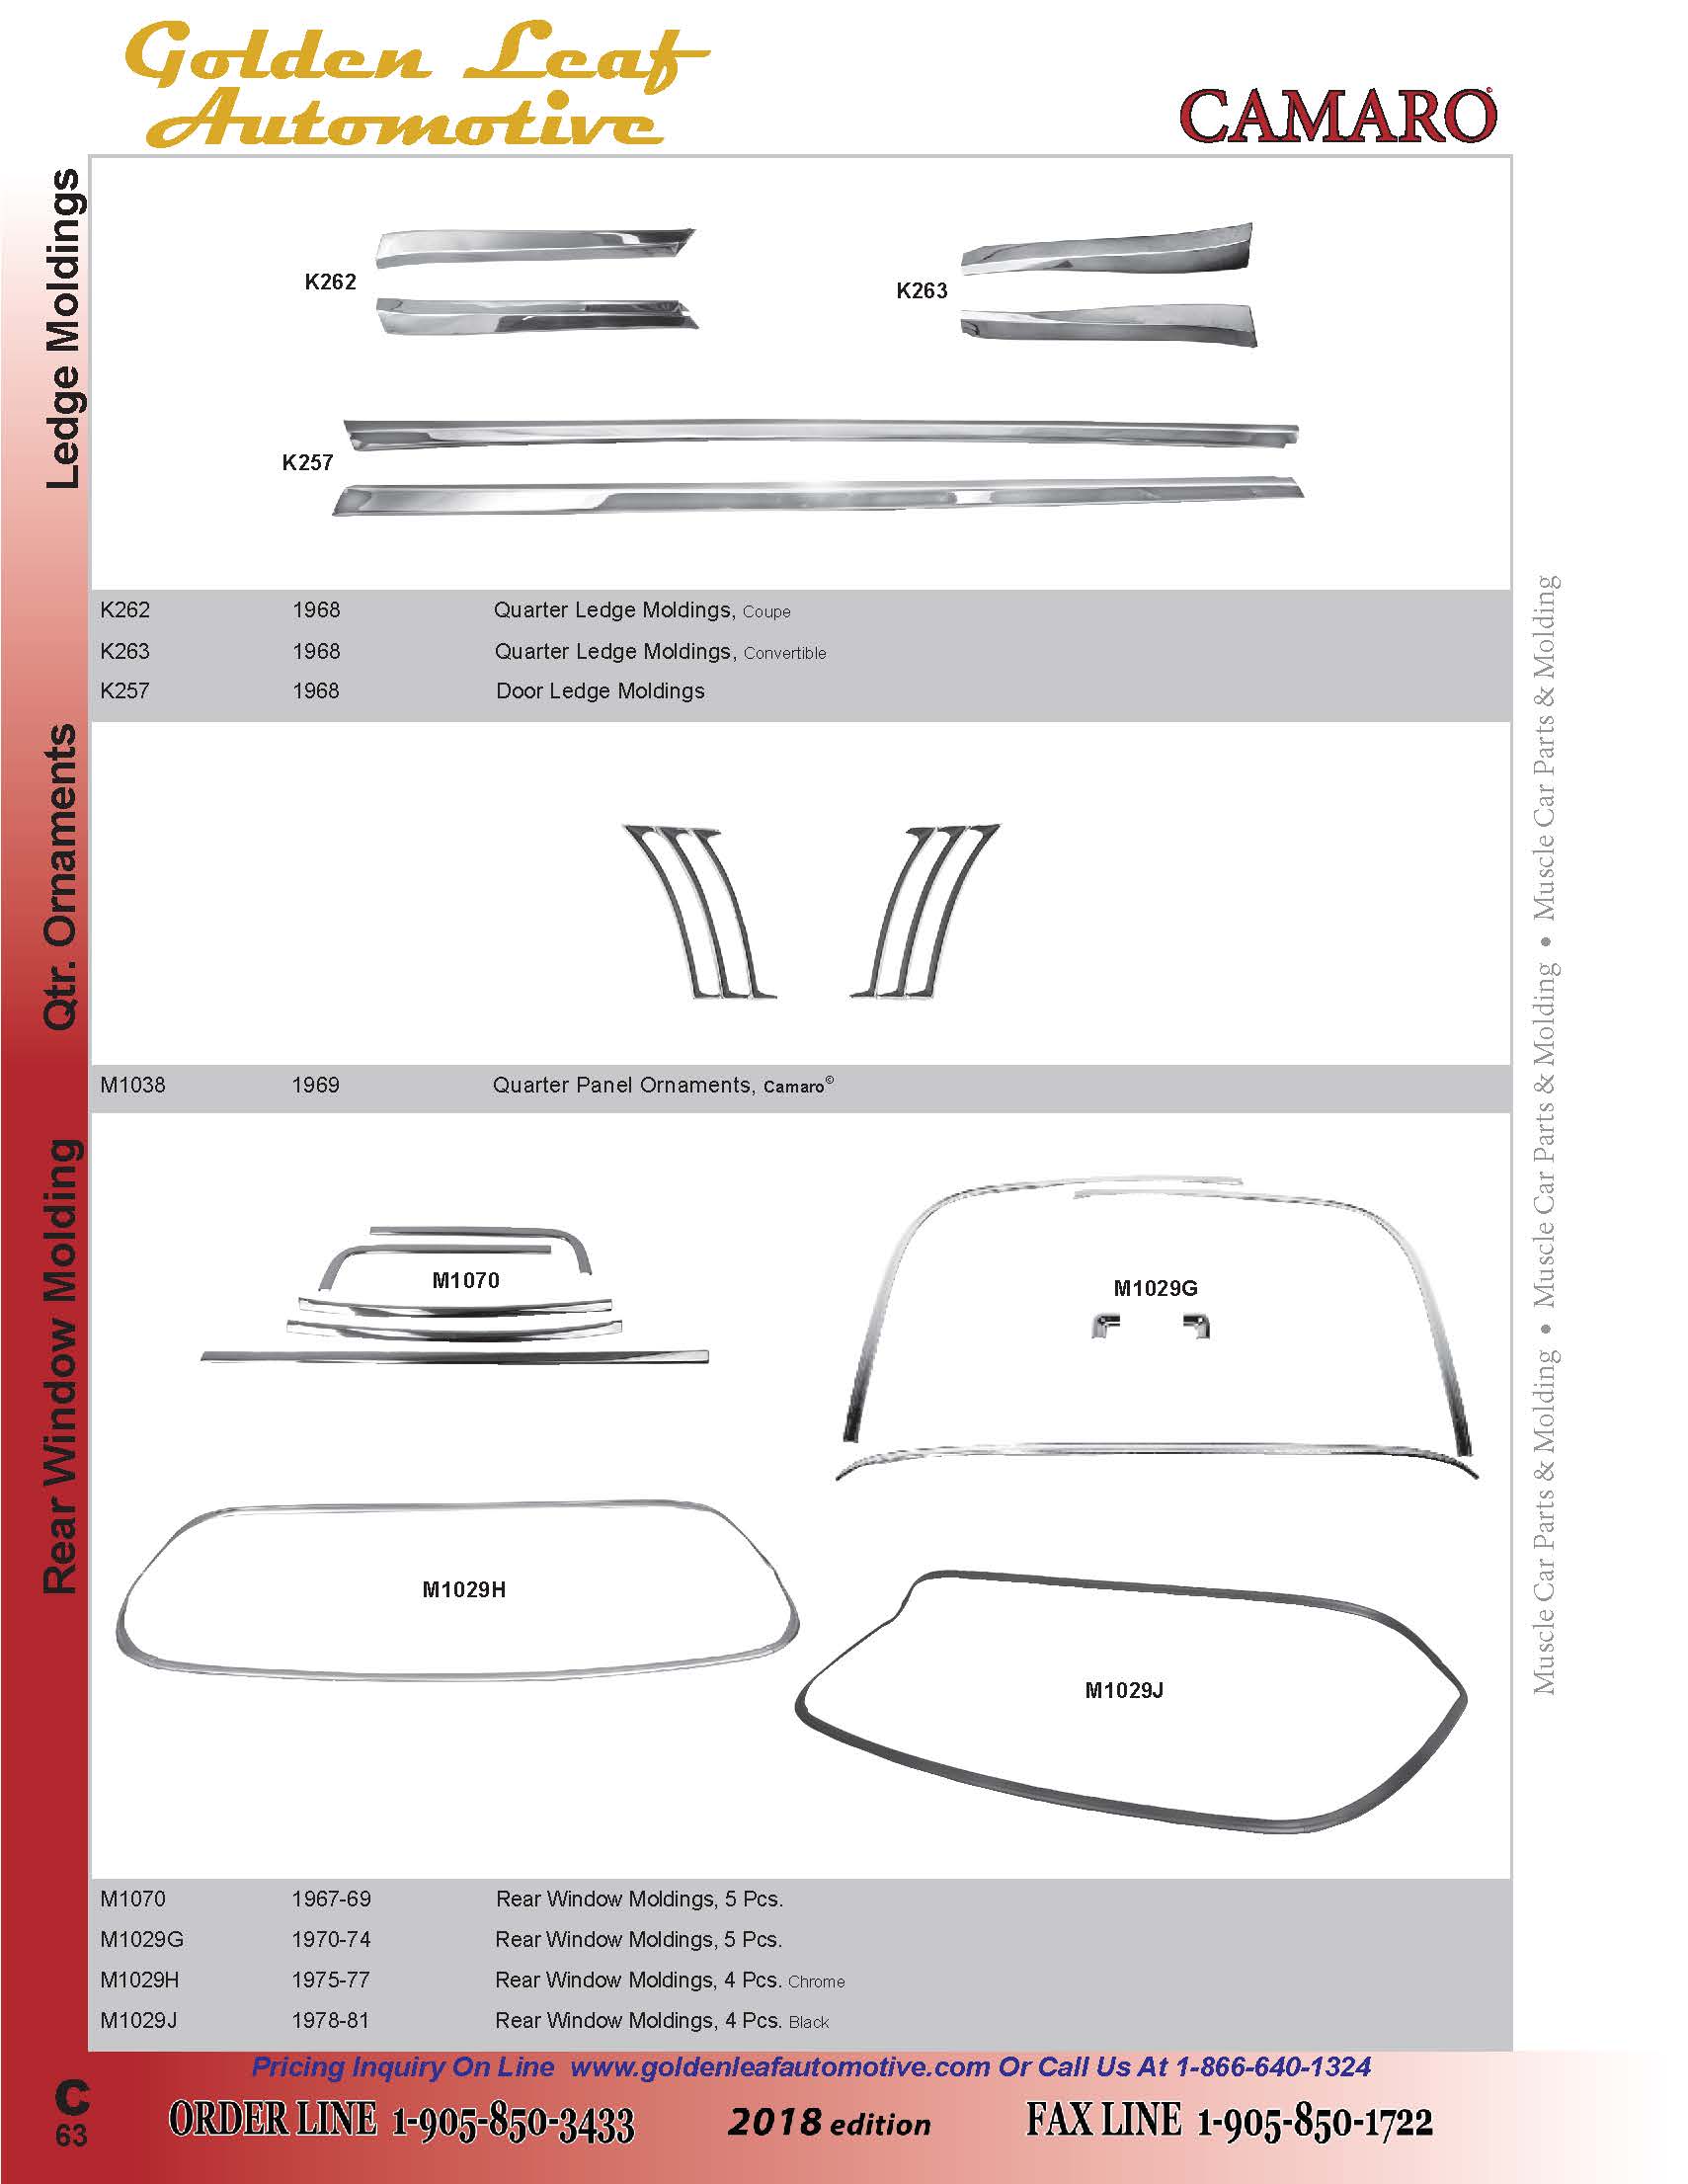 Golden Leaf
Automotive
CAMARO®
Ledge Moldings
K262
K263
K257
K262 1968 Quarter Ledge Moldings, Coupe
K263 1968 Quarter Ledge Moldings, Convertible
K257 1968 Door Ledge Moldings
Qtr. Ornaments
M1038 1969 Quarter Panel Ornaments, Camaro©
Rear Window Molding
M1070
M1029G
M1029H
M1029J
M1070 1967-69 Rear Window Moldings, 5 Pcs.
M1029G 1970-74 Rear Window Moldings, 5 Pcs.
M1029H 1975-77 Rear Window Moldings, 4 Pcs. Chrome
M1029J 1978-81 Rear Window Moldings, 4 Pcs. Black
Muscle Car Parts & Molding • Muscle Car Parts & Molding • Muscle Car Parts & Molding
Pricing Inquiry On Line www.goldenleafautomotive.com Or Call Us At 1-866-640-1324
C
63
ORDER LINE 1-905-850-3433
2018 edition
FAX LINE 1-905-850-1722